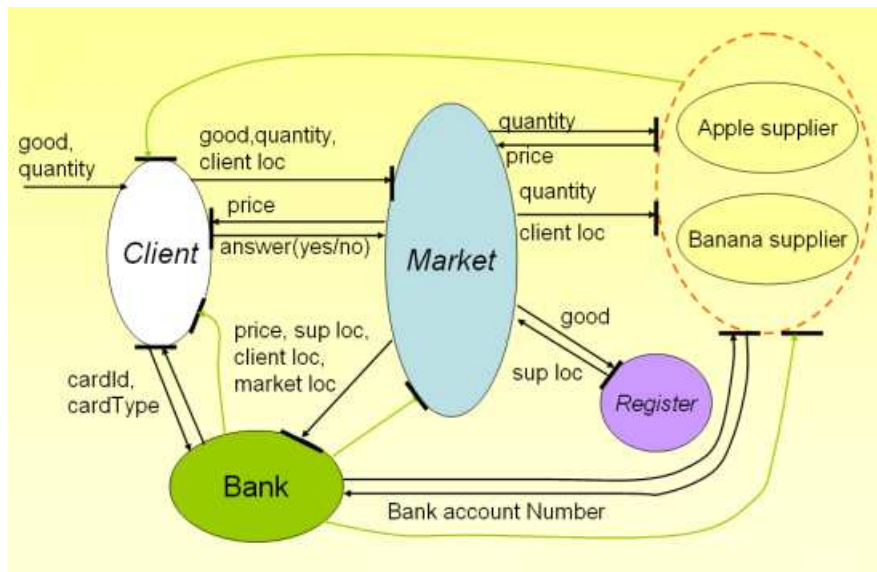 good,
quantity
good,quantity,
client loc
price
answer(yes/no)
Client
Market
quantity
price
quantity
client loc
Apple supplier
Banana supplier
good
sup loc
Register
price, sup loc,
client loc,
market loc
cardId,
cardType
Bank
Bank account Number